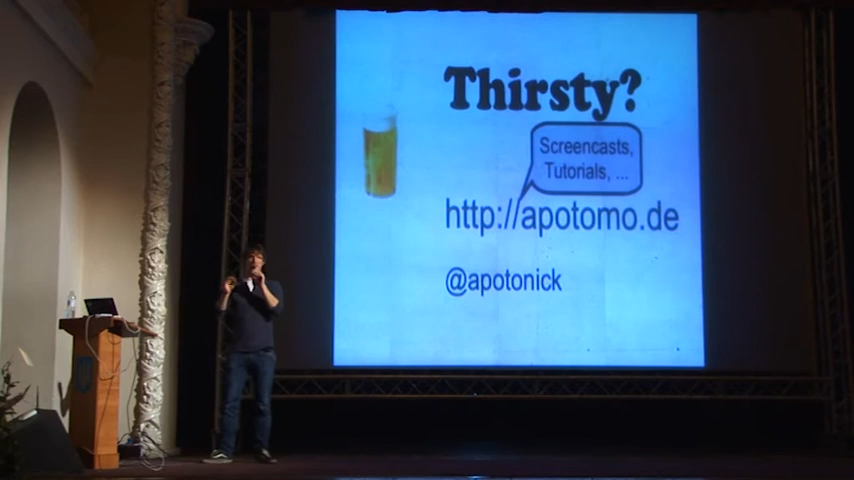 Thirsty?
Screencasts,
Tutorials, ...
http://apotomo.de
@apotonick